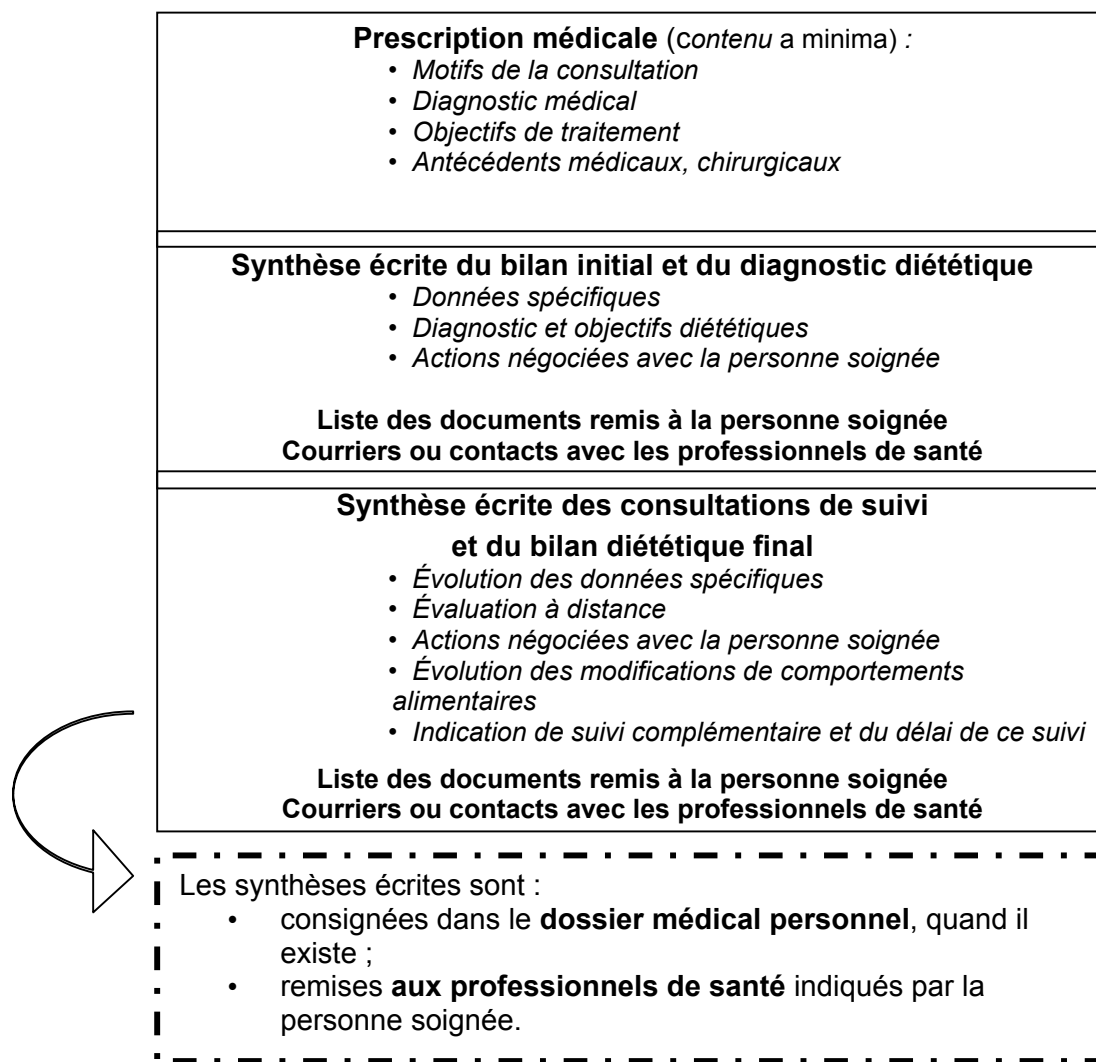 Prescription médicale (contenu a minima) :
• Motifs de la consultation
• Diagnostic médical
• Objectifs de traitement
• Antécédents médicaux, chirurgicaux
Synthèse écrite du bilan initial et du diagnostic diététique
• Données spécifiques
• Diagnostic et objectifs diététiques
• Actions négociées avec la personne soignée
Liste des documents remis à la personne soignée
Courriers ou contacts avec les professionnels de santé
Synthèse écrite des consultations de suivi
et du bilan diététique final
• Évolution des données spécifiques
• Évaluation à distance
• Actions négociées avec la personne soignée
• Évolution des modifications de comportements
alimentaires
• Indication de suivi complémentaire et du délai de ce suivi
Liste des documents remis à la personne soignée
Courriers ou contacts avec les professionnels de santé
Les synthèses écrites sont :
• consignées dans le dossier médical personnel, quand il
existe ;
• remises aux professionnels de santé indiqués par la
personne soignée.